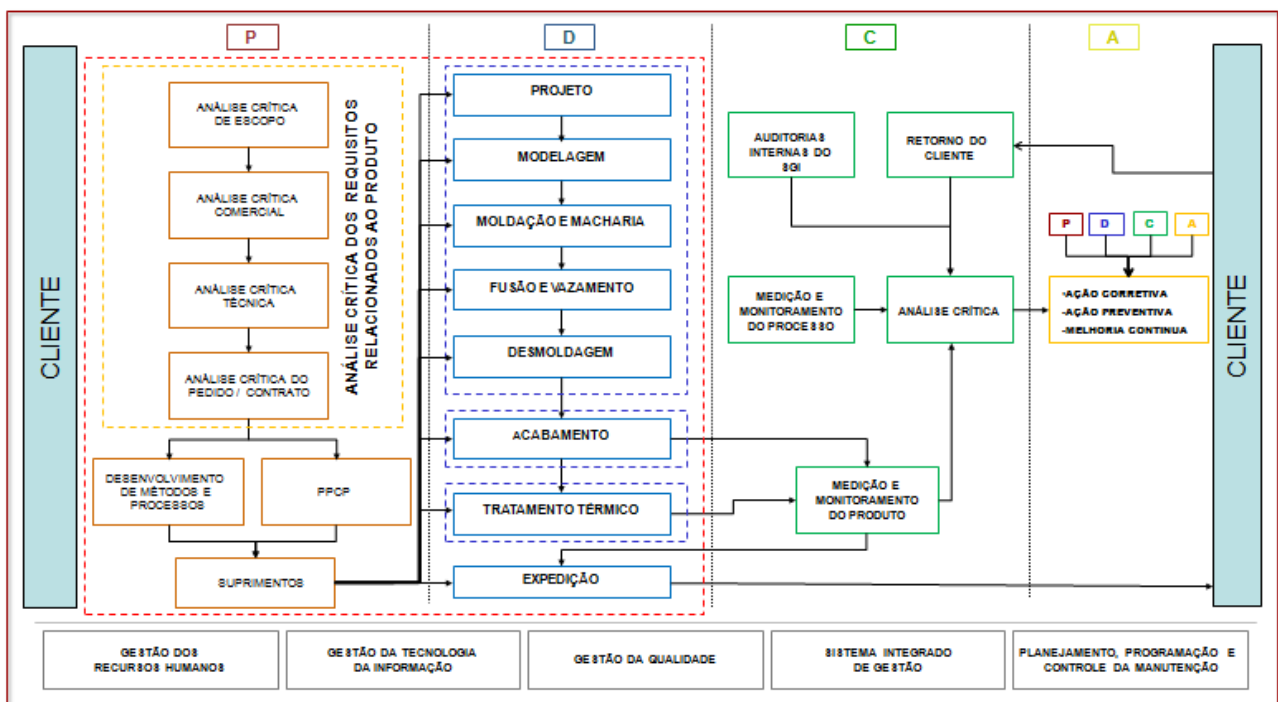 P
D
C
A
CLIENTE
ANÁLISE CRÍTICA
DE ESCOPO
ANÁLISE CRÍTICA
COMERCIAL
ANÁLISE CRÍTICA
TÉCNICA
ANÁLISE CRÍTICA DO
PEDIDO / CONTRATO
ANÁLISE CRÍTICA DOS REQUISITOS
RELACIONADOS AO PRODUTO
DESENVOLVIMENTO
DE MÉTODOS E
PROCESSOS
PPCP
SUPRIMENTOS
PROJETO
MODELAGEM
MOLDAÇÃO E MACHARIA
FUSÃO E VAZAMENTO
DESMOLDAGEM
ACABAMENTO
TRATAMENTO TÉRMICO
EXPEDIÇÃO
AUDITORIAS
INTERNAS DO
SGI
RETORNO DO
CLIENTE
MEDIÇÃO E
MONITORAMENTO
DO PROCESSO
ANÁLISE CRÍTICA
MEDIÇÃO E
MONITORAMENTO
DO PRODUTO
P
D
C
A
-AÇÃO CORRETIVA
-AÇÃO PREVENTIVA
-MELHORIA CONTINUA
CLIENTE
GESTÃO DOS
RECURSOS HUMANOS
GESTÃO DA TECNOLOGIA
DA INFORMAÇÃO
GESTÃO DA QUALIDADE
SISTEMA INTEGRADO
DE GESTÃO
PLANEJAMENTO, PROGRAMAÇÃO E
CONTROLE DA MANUTENÇÃO